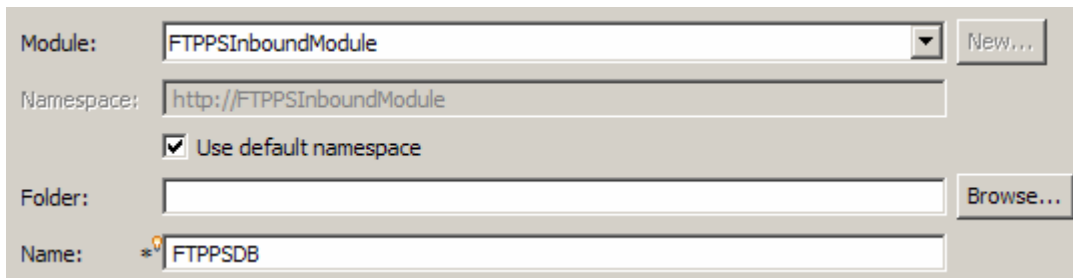 Module: FTPPSInboundModule New...
Namespace: http://FTPPSInboundModule
Use default namespace
Folder: Browse...
Name: * FTPPSDB